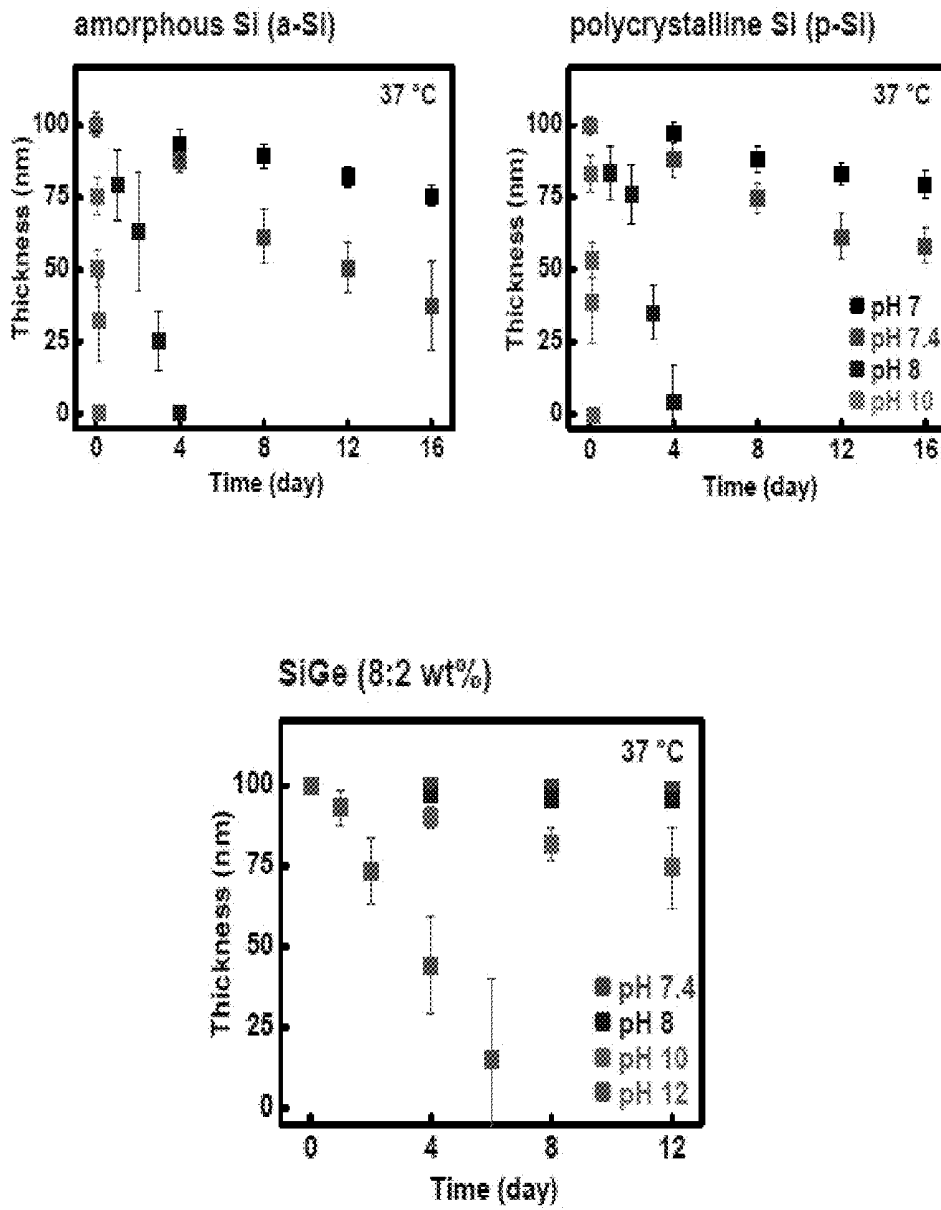 amorphous Si (a-Si)
37 °C
Thickness (nm)
100
75
50
25
0
0 4 8 12 16
Time (day)
polycrystalline Si (p-Si)
37 °C
Thickness (nm)
100
75
50
25
0
pH 7
pH 7.4
pH 8
pH 10
0 4 8 12 16
Time (day)
SiGe (8:2 wt%)
37 °C
Thickness (nm)
100
75
50
25
0
pH 7.4
pH 8
pH 10
pH 12
0 4 8 12
Time (day)